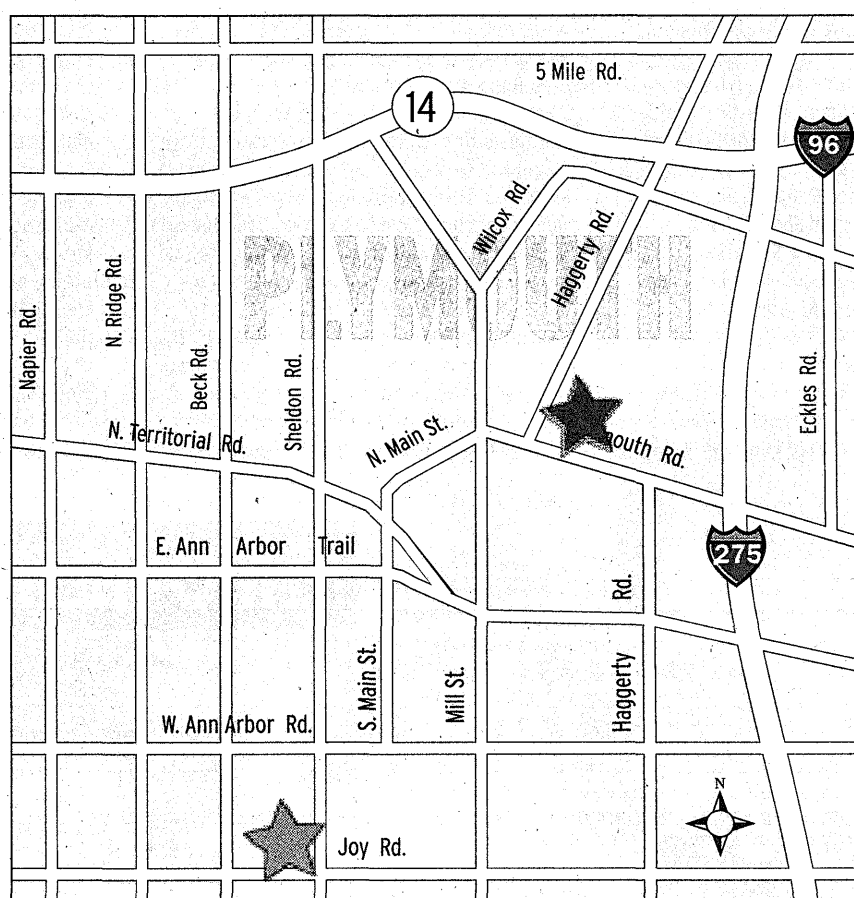 5 Mile Rd.
14
96
Wilcox Rd.
Haggerty Rd.
PLYMOUTH
N. Ridge Rd.
Napier Rd.
Beck Rd.
Sheldon Rd.
Eckles Rd.
N. Territorial Rd.
N. Main St.
outh Rd.
E. Ann Arbor Trail
275
Haggerty Rd.
S. Main St.
Mill St.
W. Ann Arbor Rd.
N
Joy Rd.